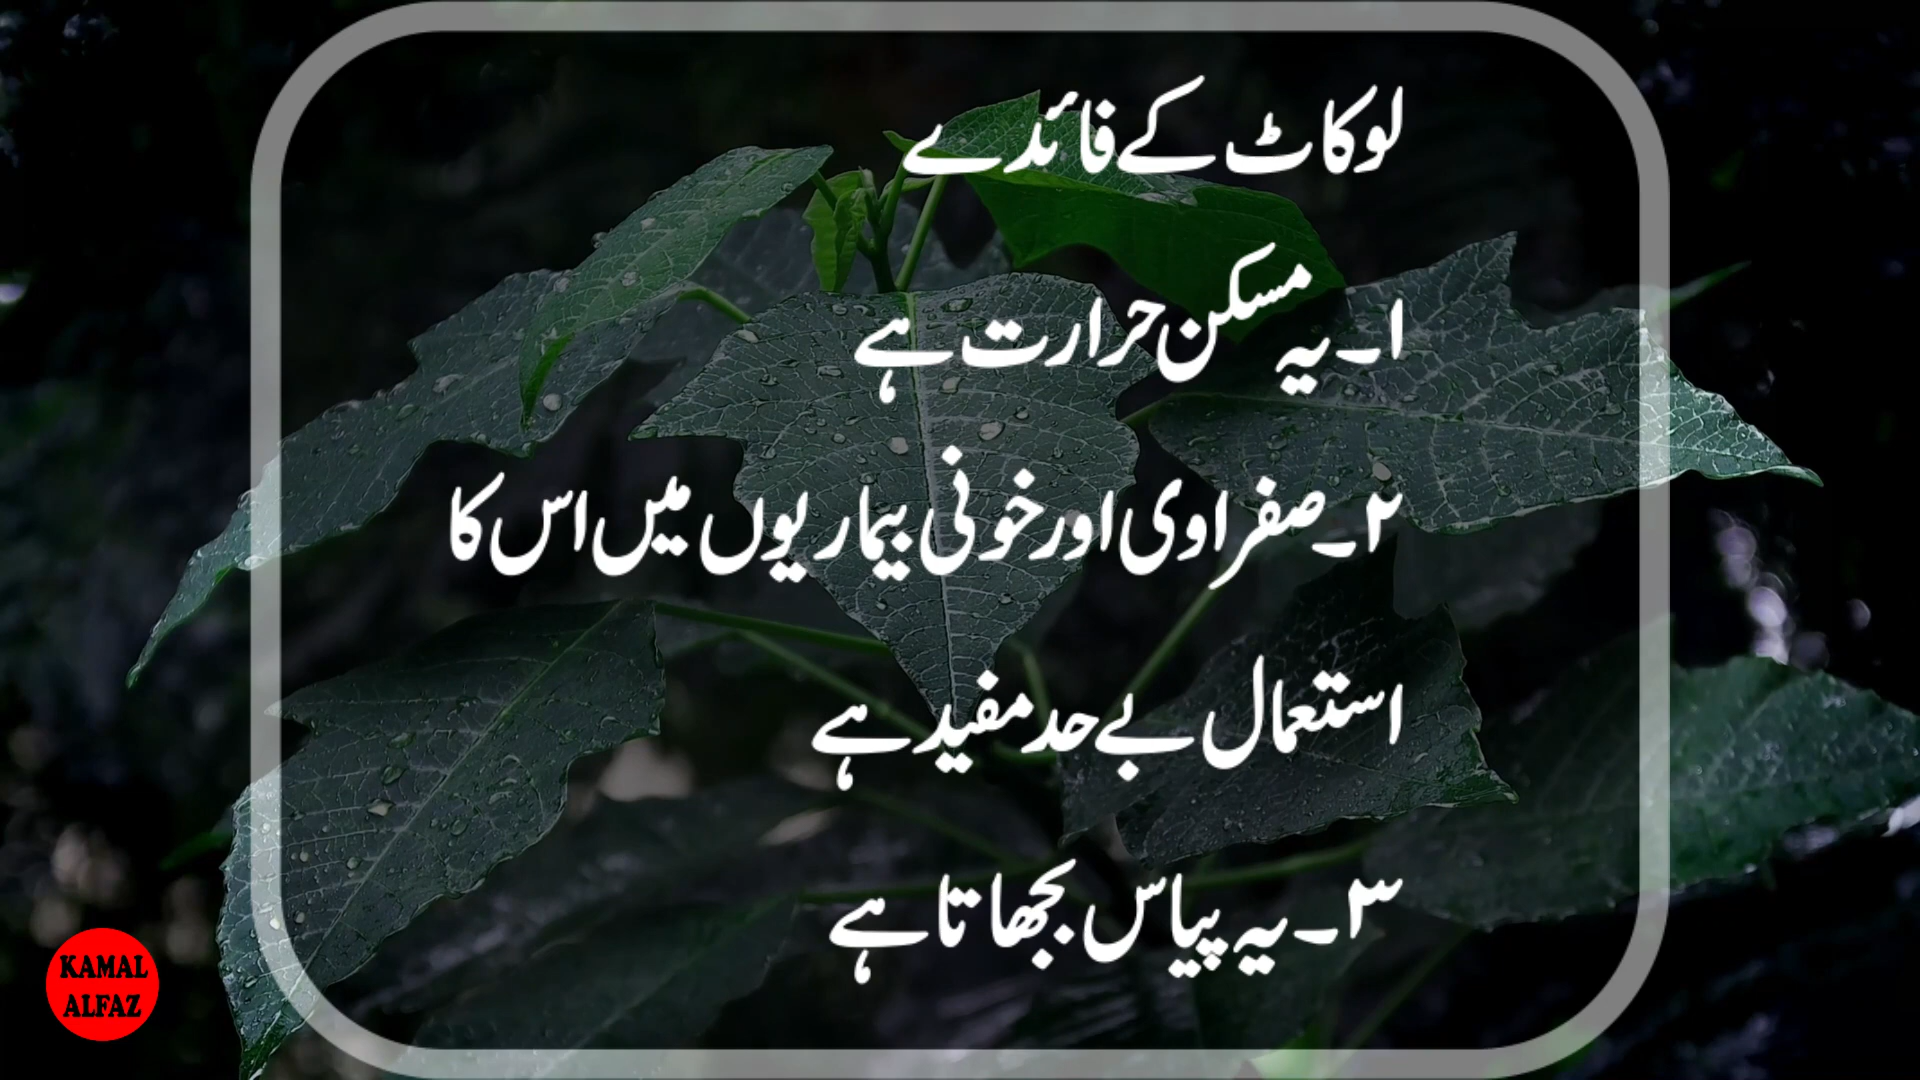 لوکاٹ کے فائدے
۱۔یہ مسکن حرارت ہے
۲۔صفراوی اور خونی بیماریوں میں اس کا
استعمال بے حد مفید ہے
۳۔یہ پیاس بجھاتا ہے
KAMAL
ALFAZ